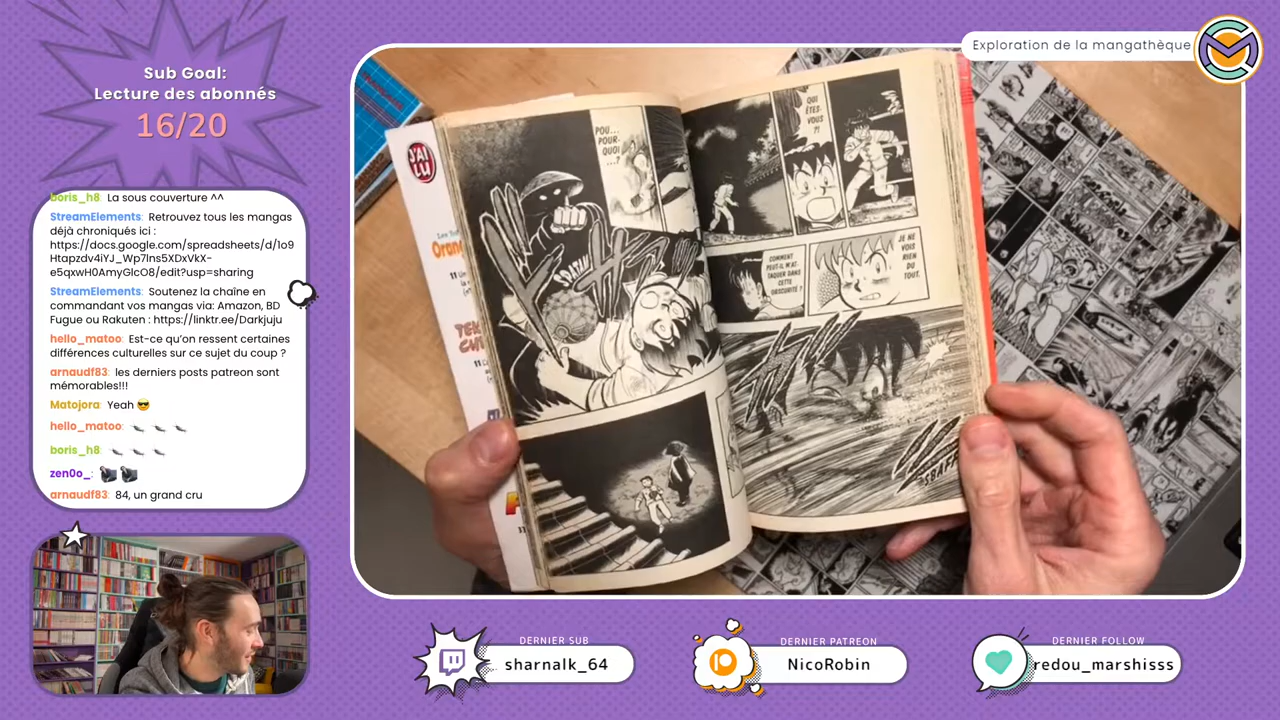 Sub Goal:
Lecture des abonnés
16/20
boris_h8: La sous couverture ^^
StreamElements: Retrouvez tous les mangas
déjà chroniqués ici :
https://docs.google.com/spreadsheets/d/1o9
Htapzdv4iYJ_Wp7lns5XDxVkX-
e5qxwH0AmyGlcO8/edit?usp=sharing
StreamElements: Soutenez la chaîne en
commandant vos mangas via: Amazon, BD
Fugue ou Rakuten : https://linktr.ee/Darkjuju
hello_matoo: Est-ce qu'on ressent certaines
différences culturelles sur ce sujet du coup ?
arnaudf83: les derniers posts patreon sont
mémorables!!!
Matojora: Yeah 😎
hello_matoo:
boris_h8:
zen0o_:
arnaudf83: 84, un grand cru
Exploration de la mangathèque
J'AI
LU
POU...
POUR-
QUOI
...?
QUI
ÊTES-
VOUS
?!
COMMENT
PEUT-IL M'AT-
TAQUER DANS
CETTE
OBSCURITÉ ?
JE NE
VOIS
RIEN
DU
TOUT.
SBAFF
DERNIER SUB
sharnalk_64
DERNIER PATREON
NicoRobin
DERNIER FOLLOW
redou_marshisss